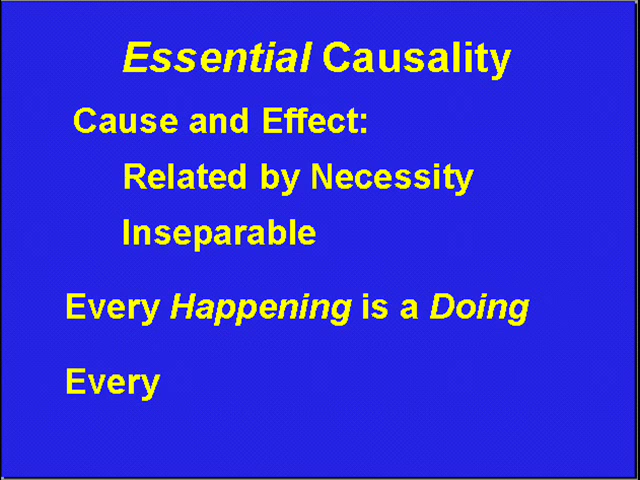 Essential Causality
Cause and Effect:
Related by Necessity
Inseparable
Every Happening is a Doing
Every